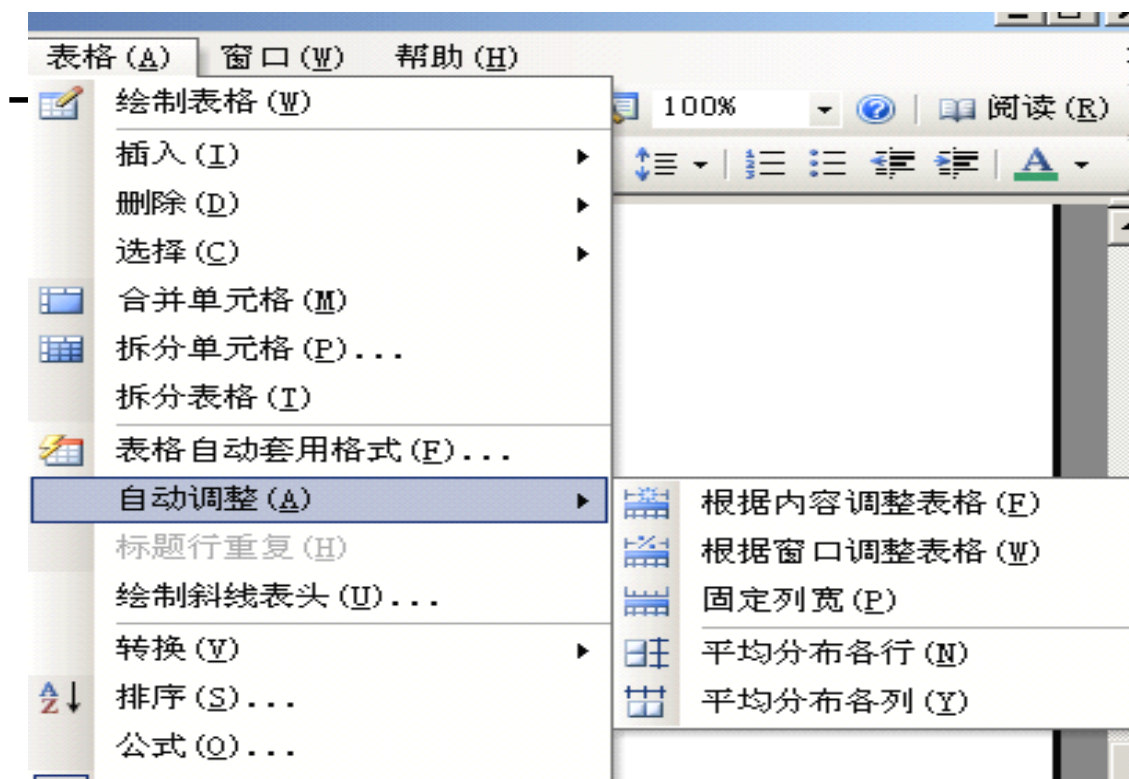 表格(A) 窗口(W) 帮助(H)
绘制表格(W)
100% 阅读(R)
插入(I)
删除(D)
选择(C)
合并单元格(M)
拆分单元格(P)...
拆分表格(T)
表格自动套用格式(F)...
自动调整(A)
根据内容调整表格(F)
根据窗口调整表格(W)
固定列宽(P)
平均分布各行(N)
平均分布各列(Y)
标题行重复(H)
绘制斜线表头(U)...
转换(V)
排序(S)...
公式(O)...